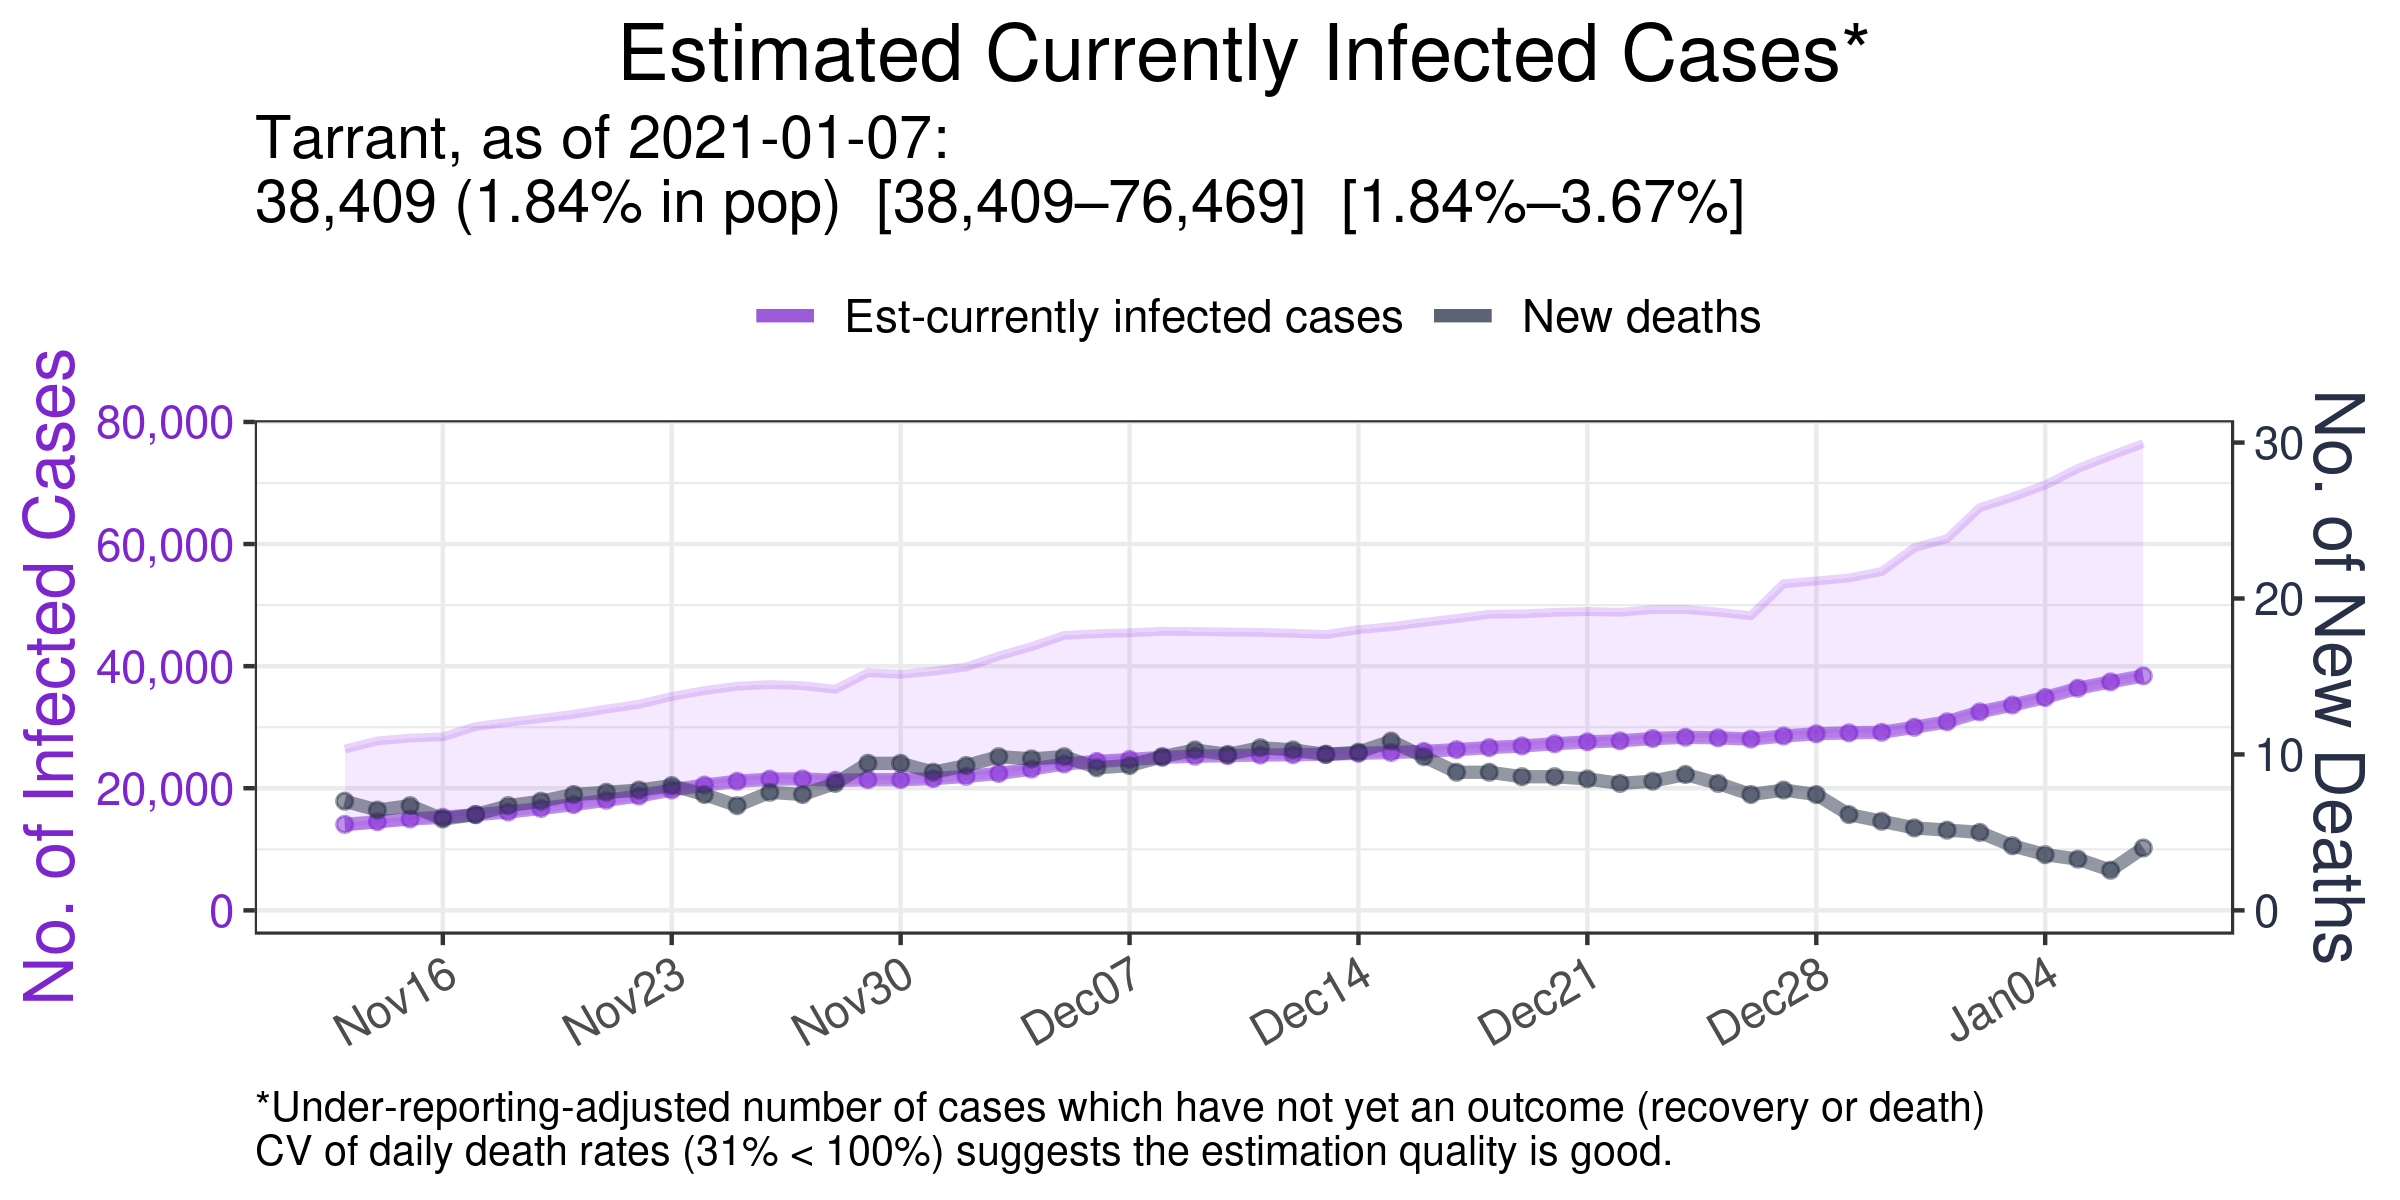 Estimated Currently Infected Cases*
Tarrant, as of 2021-01-07:
38,409 (1.84% in pop)  [38,409–76,469]  [1.84%–3.67%]
Est-currently infected cases
New deaths
No. of Infected Cases
80,000
60,000
40,000
20,000
0
30
20
10
0
No. of New Deaths
Nov16
Nov23
Nov30
Dec07
Dec14
Dec21
Dec28
Jan04
*Under-reporting-adjusted number of cases which have not yet an outcome (recovery or death)
CV of daily death rates (31% < 100%) suggests the estimation quality is good.